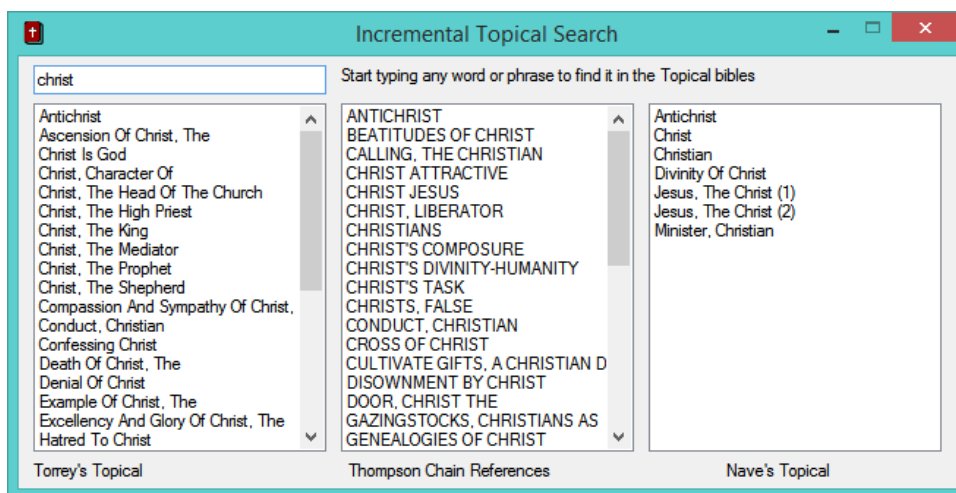 Incremental Topical Search
christ
Start typing any word or phrase to find it in the Topical bibles
Antichrist
Ascension Of Christ, The
Christ Is God
Christ, Character Of
Christ, The Head Of The Church
Christ, The High Priest
Christ, The King
Christ, The Mediator
Christ, The Prophet
Christ, The Shepherd
Compassion And Sympathy Of Christ,
Conduct, Christian
Confessing Christ
Death Of Christ, The
Denial Of Christ
Example Of Christ, The
Excellency And Glory Of Christ, The
Hatred To Christ
ANTICHRIST
BEATITUDES OF CHRIST
CALLING, THE CHRISTIAN
CHRIST ATTRACTIVE
CHRIST JESUS
CHRIST, LIBERATOR
CHRISTIANS
CHRIST'S COMPOSURE
CHRIST'S DIVINITY-HUMANITY
CHRIST'S TASK
CHRISTS, FALSE
CONDUCT, CHRISTIAN
CROSS OF CHRIST
CULTIVATE GIFTS, A CHRISTIAN D
DISOWNMENT BY CHRIST
DOOR, CHRIST THE
GAZINGSTOCKS, CHRISTIANS AS
GENEALOGIES OF CHRIST
Antichrist
Christ
Christian
Divinity Of Christ
Jesus, The Christ (1)
Jesus, The Christ (2)
Minister, Christian
Torrey's Topical
Thompson Chain References
Nave's Topical